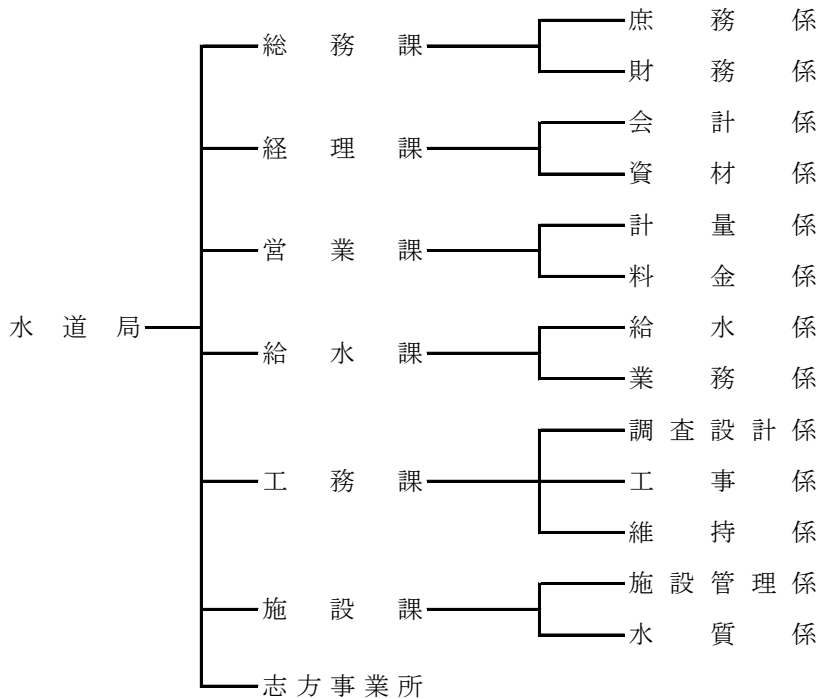 庶務係
総務課
財務係
会計係
経理課
資材係
計量係
営業課
料金係
水道局
給水係
給水課
業務係
調査設計係
工務課
工事係
維持係
施設管理係
施設課
水質係
志方事業所